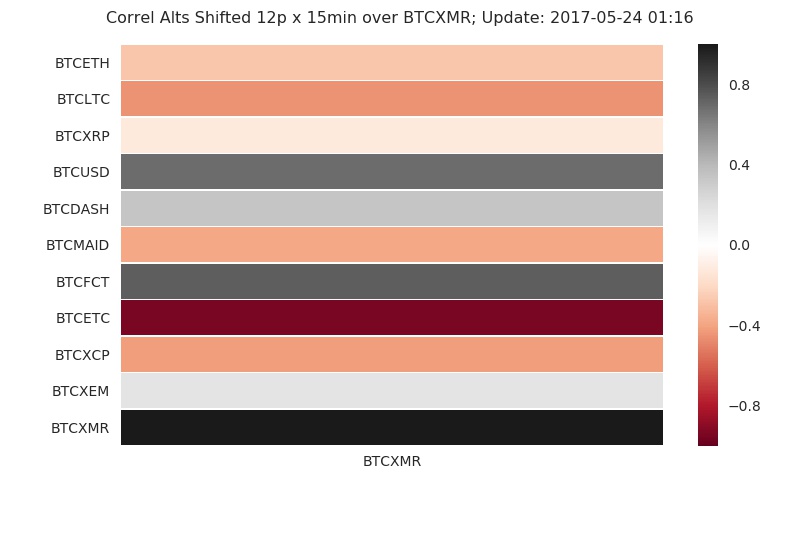 Correl Alts Shifted 12p x 15min over BTCXMR; Update: 2017-05-24 01:16
BTCETH
BTCLTC
BTCXRP
BTCUSD
BTCDASH
BTCMAID
BTCFCT
BTCETC
BTCXCP
BTCXEM
BTCXMR
BTCXMR
0.8
0.4
0.0
−0.4
−0.8